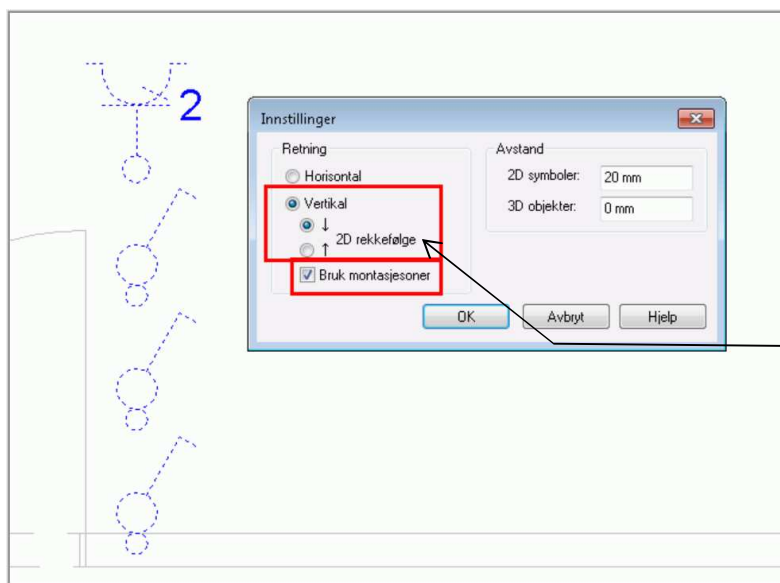 2
Innstillinger
Retning
Horisontal
Vertikal
↓
2D rekkefølge
↑
Bruk montasjesoner
Avstand
2D symboler: 20 mm
3D objekter: 0 mm
OK Avbryt Hjelp